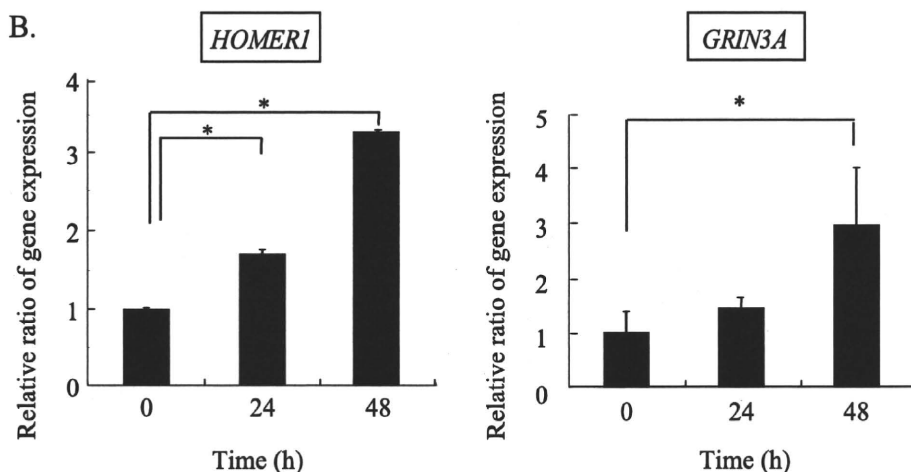 B.
HOMER1
Relative ratio of gene expression
4
3
2
1
0
*
*
0 24 48
Time (h)
GRIN3A
Relative ratio of gene expression
5
4
3
2
1
0
*
0 24 48
Time (h)